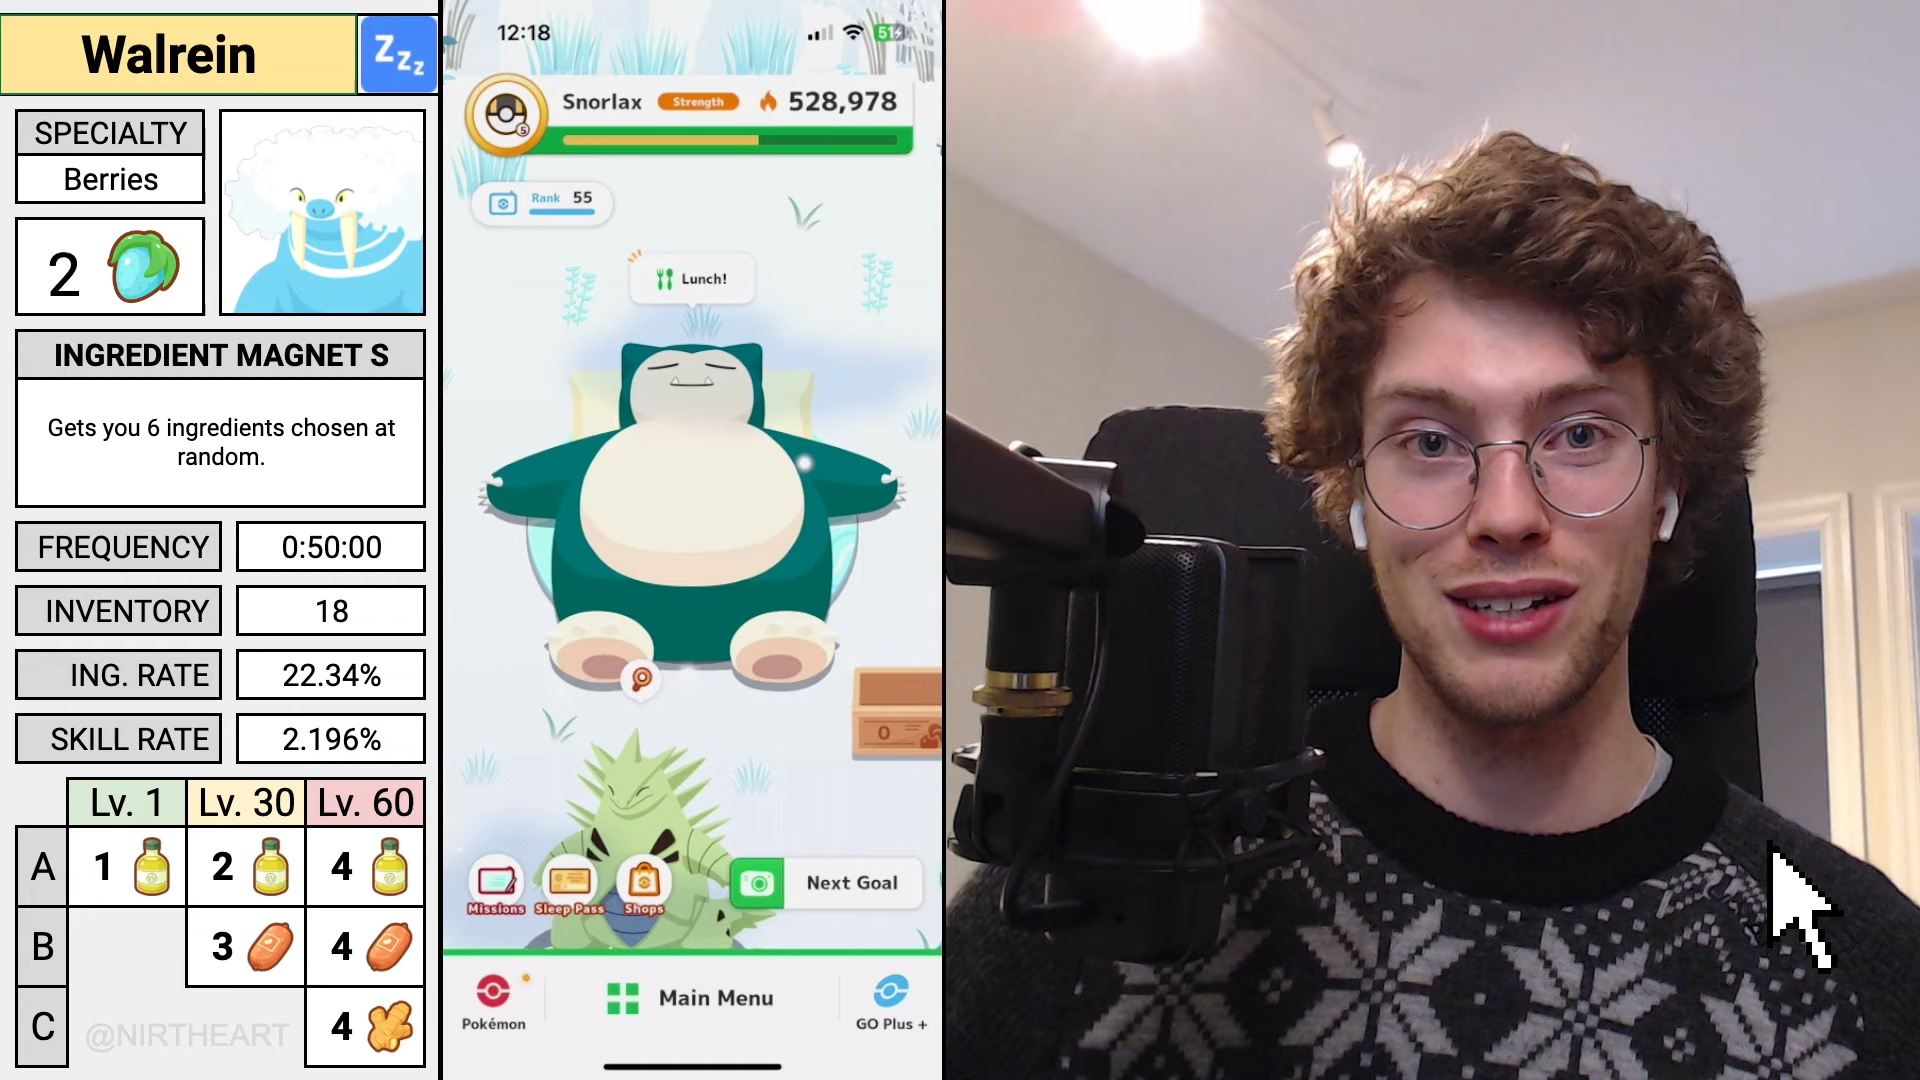 Walrein
Zzz
SPECIALTY
Berries
2
INGREDIENT MAGNET S
Gets you 6 ingredients chosen at
random.
FREQUENCY
0:50:00
INVENTORY
18
ING. RATE
22.34%
SKILL RATE
2.196%
Lv. 1
Lv. 30
Lv. 60
A
1
2
4
B
3
4
C
@NIRTHEART
4
12:18
51
Snorlax
Strength
528,978
5
Rank 55
Lunch!
0
Missions
Sleep Pass
Shops
Next Goal
Pokémon
Main Menu
GO Plus +